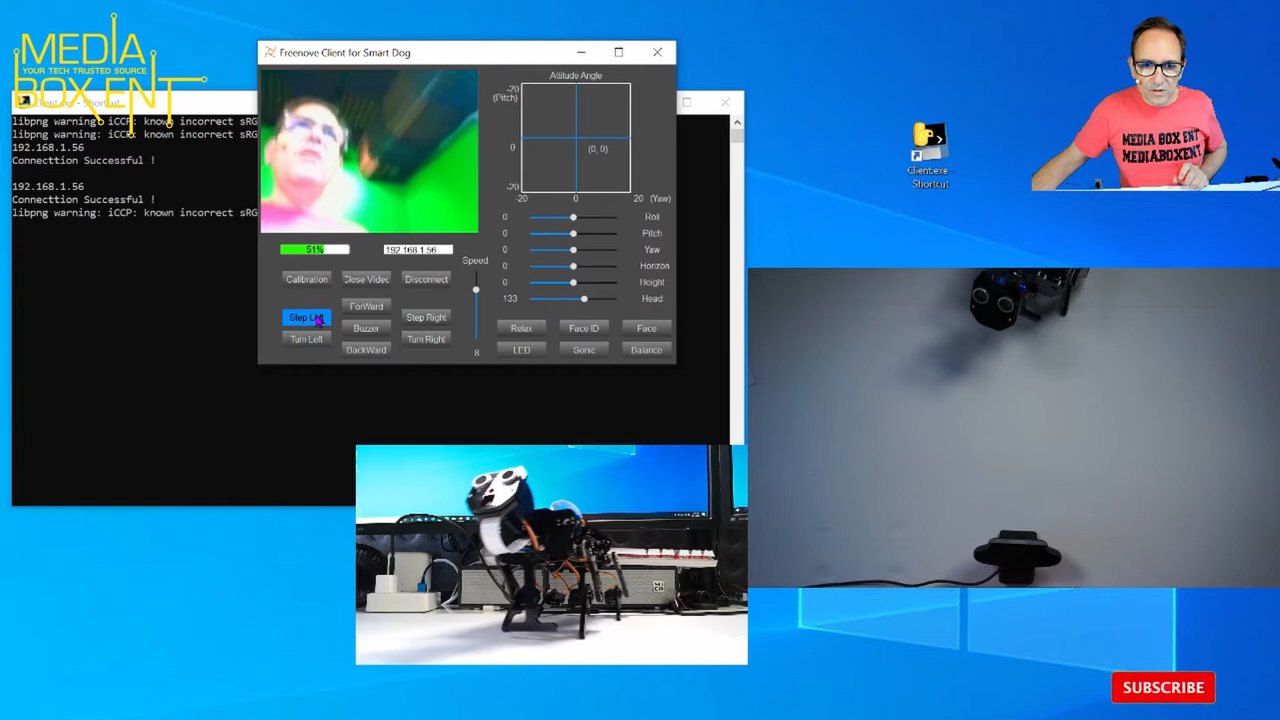 MEDIA
YOUR TECH TRUSTED SOURCE
BOX ENT
Client.exe - Shortcut
libpng warning: iCCP: known incorrect sRG
libpng warning: iCCP: known incorrect sRG
192.168.1.56
Connecttion Successful !
192.168.1.56
Connecttion Successful !
libpng warning: iCCP: known incorrect sRG
Freenove Client for Smart Dog
Attitude Angle
-20
(Pitch)
0
(0, 0)
-20
-20
0
20
(Yaw)
0 Roll
0 Pitch
0 Yaw
0 Horizon
0 Height
133 Head
51%
192.168.1.56
Speed
Calibration
Close Video
Disconnect
ForWard
Step Left
Buzzer
Step Right
Turn Left
BackWard
Turn Right
8
Relax
Face ID
Face
LED
Sonic
Balance
Client.exe -
Shortcut
MEDIA BOX ENT
MEDIABOXENT
SUBSCRIBE